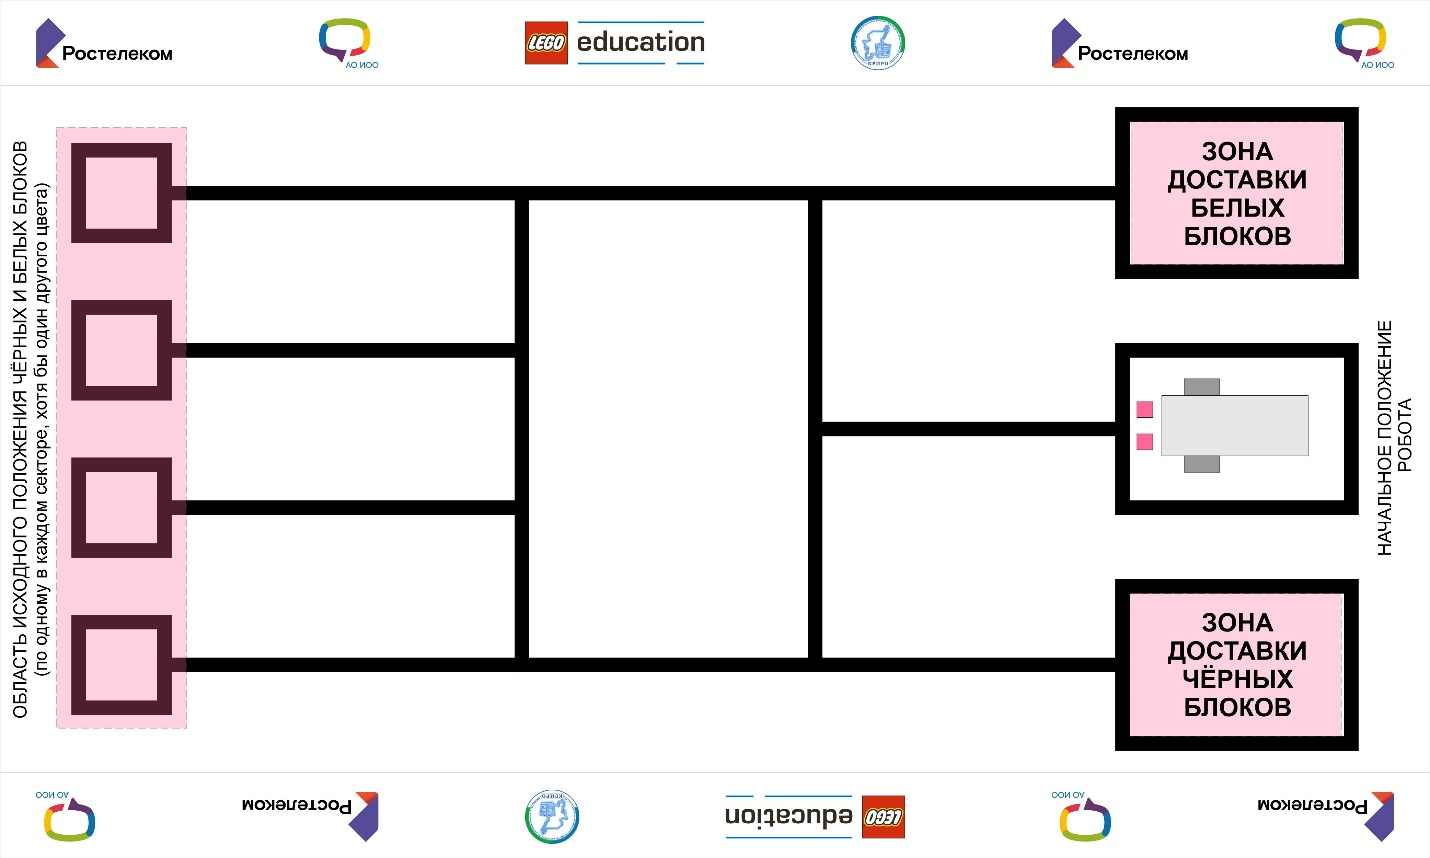 Ростелеком
АО ИОО
LEGO education
КРИРО
Ростелеком
АО ИОО
ОБЛАСТЬ ИСХОДНОГО ПОЛОЖЕНИЯ ЧЁРНЫХ И БЕЛЫХ БЛОКОВ
(по одному в каждом секторе, хотя бы один другого цвета)
ЗОНА
ДОСТАВКИ
БЕЛЫХ
БЛОКОВ
НАЧАЛЬНОЕ ПОЛОЖЕНИЕ
РОБОТА
ЗОНА
ДОСТАВКИ
ЧЁРНЫХ
БЛОКОВ
АО ИОО
Ростелеком
КРИРО
LEGO education
АО ИОО
Ростелеком